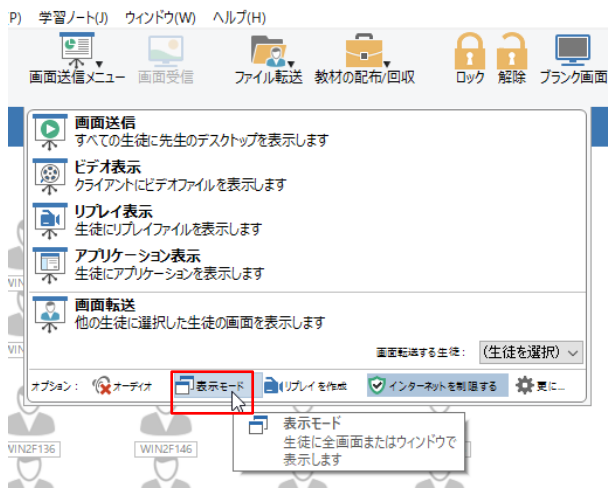 P) 学習ノート(J) ウィンドウ(W) ヘルプ(H)
画面送信メニュー 画面受信 ファイル転送 教材の配布/回収 ロック 解除 ブランク画面
画面送信
すべての生徒に先生のデスクトップを表示します
ビデオ表示
クライアントにビデオファイルを表示します
リプレイ表示
生徒にリプレイファイルを表示します
アプリケーション表示
生徒にアプリケーションを表示します
画面転送
他の生徒に選択した生徒の画面を表示します
画面転送する生徒: (生徒を選択)
オプション: オーディオ 表示モード リプレイを作成 インターネットを制限する 更に...
表示モード
生徒に全画面またはウィンドウで
表示します
WIN2F136 WIN2F146